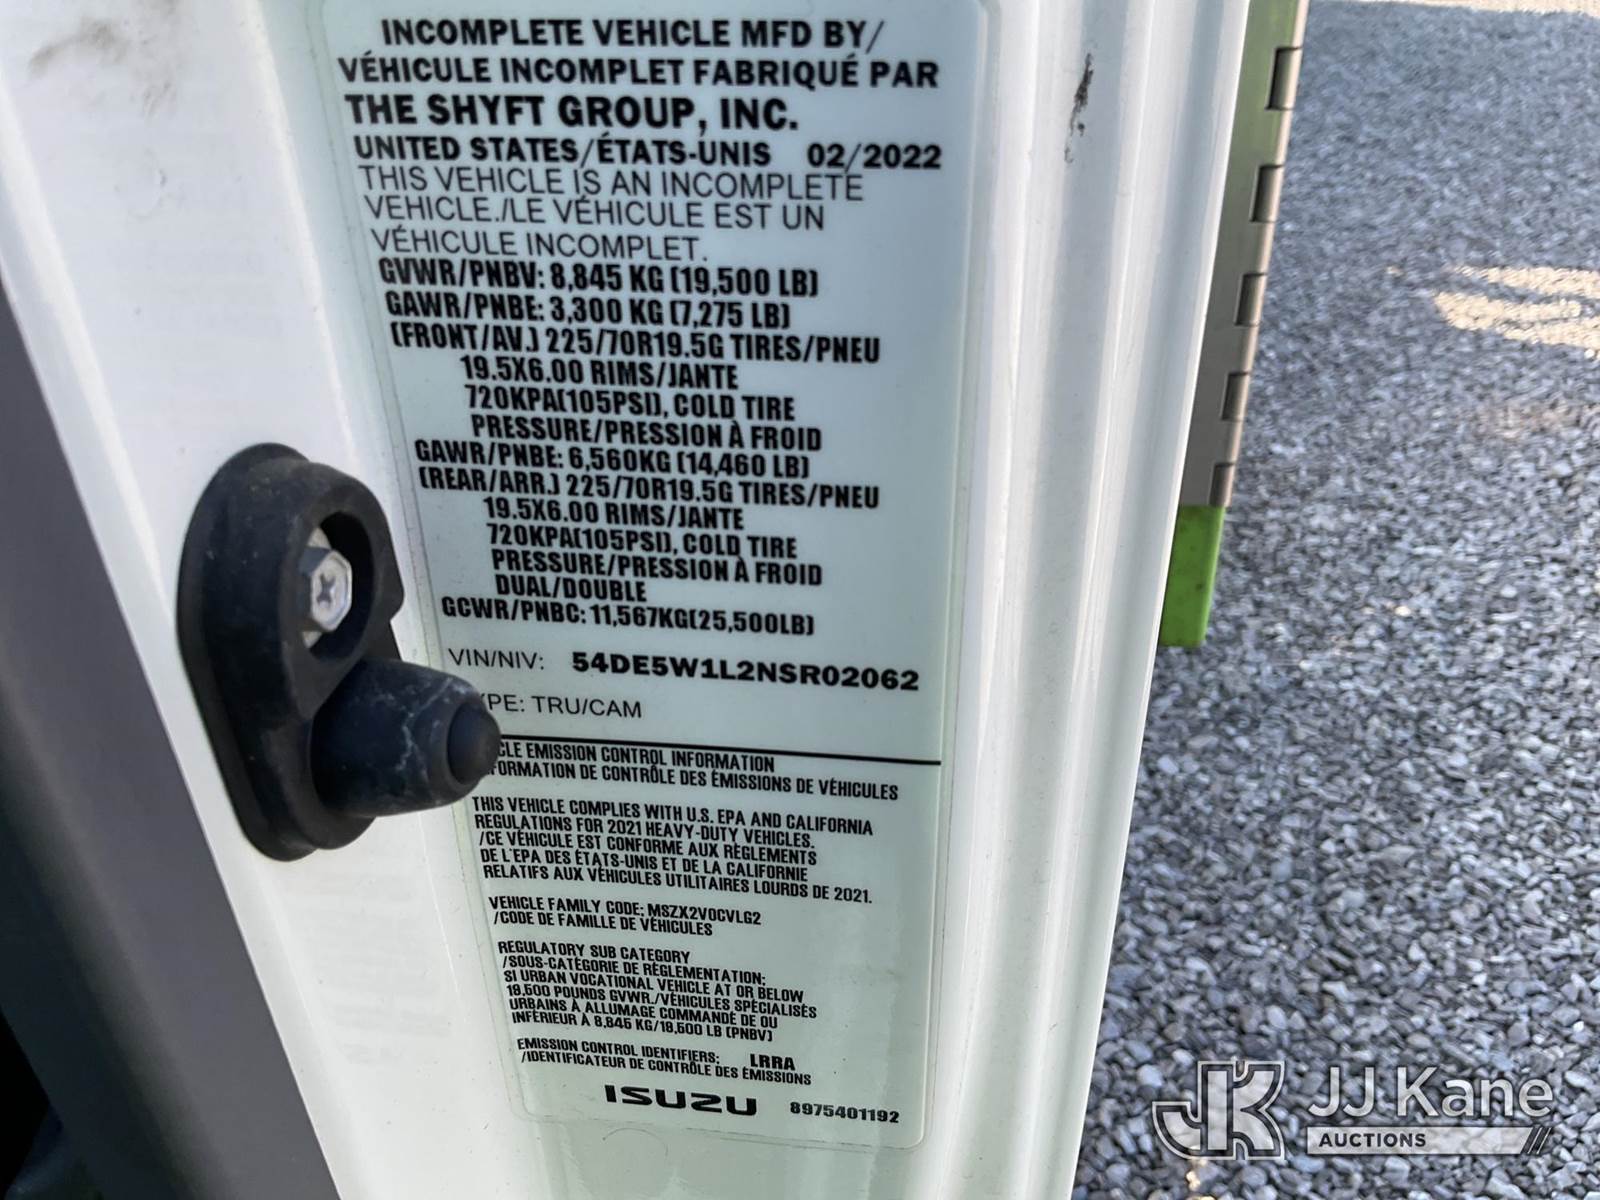 INCOMPLETE VEHICLE MFD BY/
VÉHICULE INCOMPLET FABRIQUÉ PAR
THE SHYFT GROUP, INC.
UNITED STATES/ÉTATS-UNIS 02/2022
THIS VEHICLE IS AN INCOMPLETE
VEHICLE./LE VÉHICULE EST UN
VÉHICULE INCOMPLET.
GVWR/PNBV: 8,845 KG (19,500 LB)
GAWR/PNBE: 3,300 KG (7,275 LB)
(FRONT/AV.) 225/70R19.5G TIRES/PNEU
19.5X6.00 RIMS/JANTE
720KPA(105PSI), COLD TIRE
PRESSURE/PRESSION À FROID
GAWR/PNBE: 6,560KG (14,460 LB)
(REAR/ARR.) 225/70R19.5G TIRES/PNEU
19.5X6.00 RIMS/JANTE
720KPA(105PSI), COLD TIRE
PRESSURE/PRESSION À FROID
DUAL/DOUBLE
GCWR/PNBC: 11,567KG(25,500LB)
VIN/NIV: 54DE5W1L2NSR02062
PE: TRU/CAM
CLE EMISSION CONTROL INFORMATION
FORMATION DE CONTRÔLE DES ÉMISSIONS DE VÉHICULES
THIS VEHICLE COMPLIES WITH U.S. EPA AND CALIFORNIA
REGULATIONS FOR 2021 HEAVY-DUTY VEHICLES.
/CE VÉHICULE EST CONFORME AUX RÈGLEMENTS
DE L'EPA DES ÉTATS-UNIS ET DE LA CALIFORNIE
RELATIFS AUX VÉHICULES UTILITAIRES LOURDS DE 2021.
VEHICLE FAMILY CODE: MSZX2VOCVLG2
/CODE DE FAMILLE DE VÉHICULES
REGULATORY SUB CATEGORY
/SOUS-CATÉGORIE DE RÉGLEMENTATION:
SI URBAN VOCATIONAL VEHICLE AT OR BELOW
19,500 POUNDS GVWR./VÉHICULES SPÉCIALISÉS
URBAINS À ALLUMAGE COMMANDÉ DE OU
INFÉRIEUR À 8,845 KG/19,500 LB (PNBV)
EMISSION CONTROL IDENTIFIERS: LRRA
/IDENTIFICATEUR DE CONTRÔLE DES ÉMISSIONS
ISUZU 8975401192
JK JJ Kane
AUCTIONS